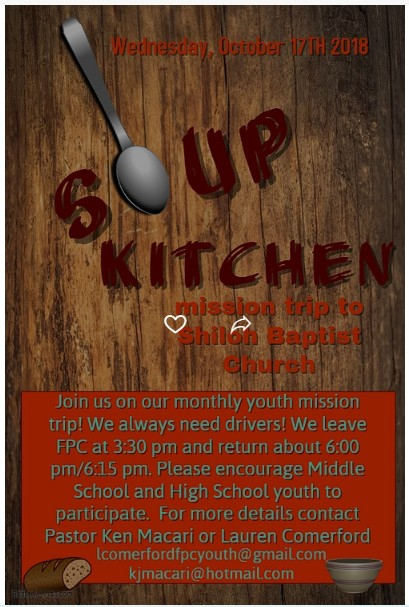 Wednesday, October 17TH 2018
SOUP
KITCHEN
mission trip to
Shiloh Baptist
Church
Join us on our monthly youth mission
trip! We always need drivers! We leave
FPC at 3:30 pm and return about 6:00
pm/6:15 pm. Please encourage Middle
School and High School youth to
participate. For more details contact
Pastor Ken Macari or Lauren Comerford
lcomerfordfpcyouth@gmail.com
kjmacari@hotmail.com